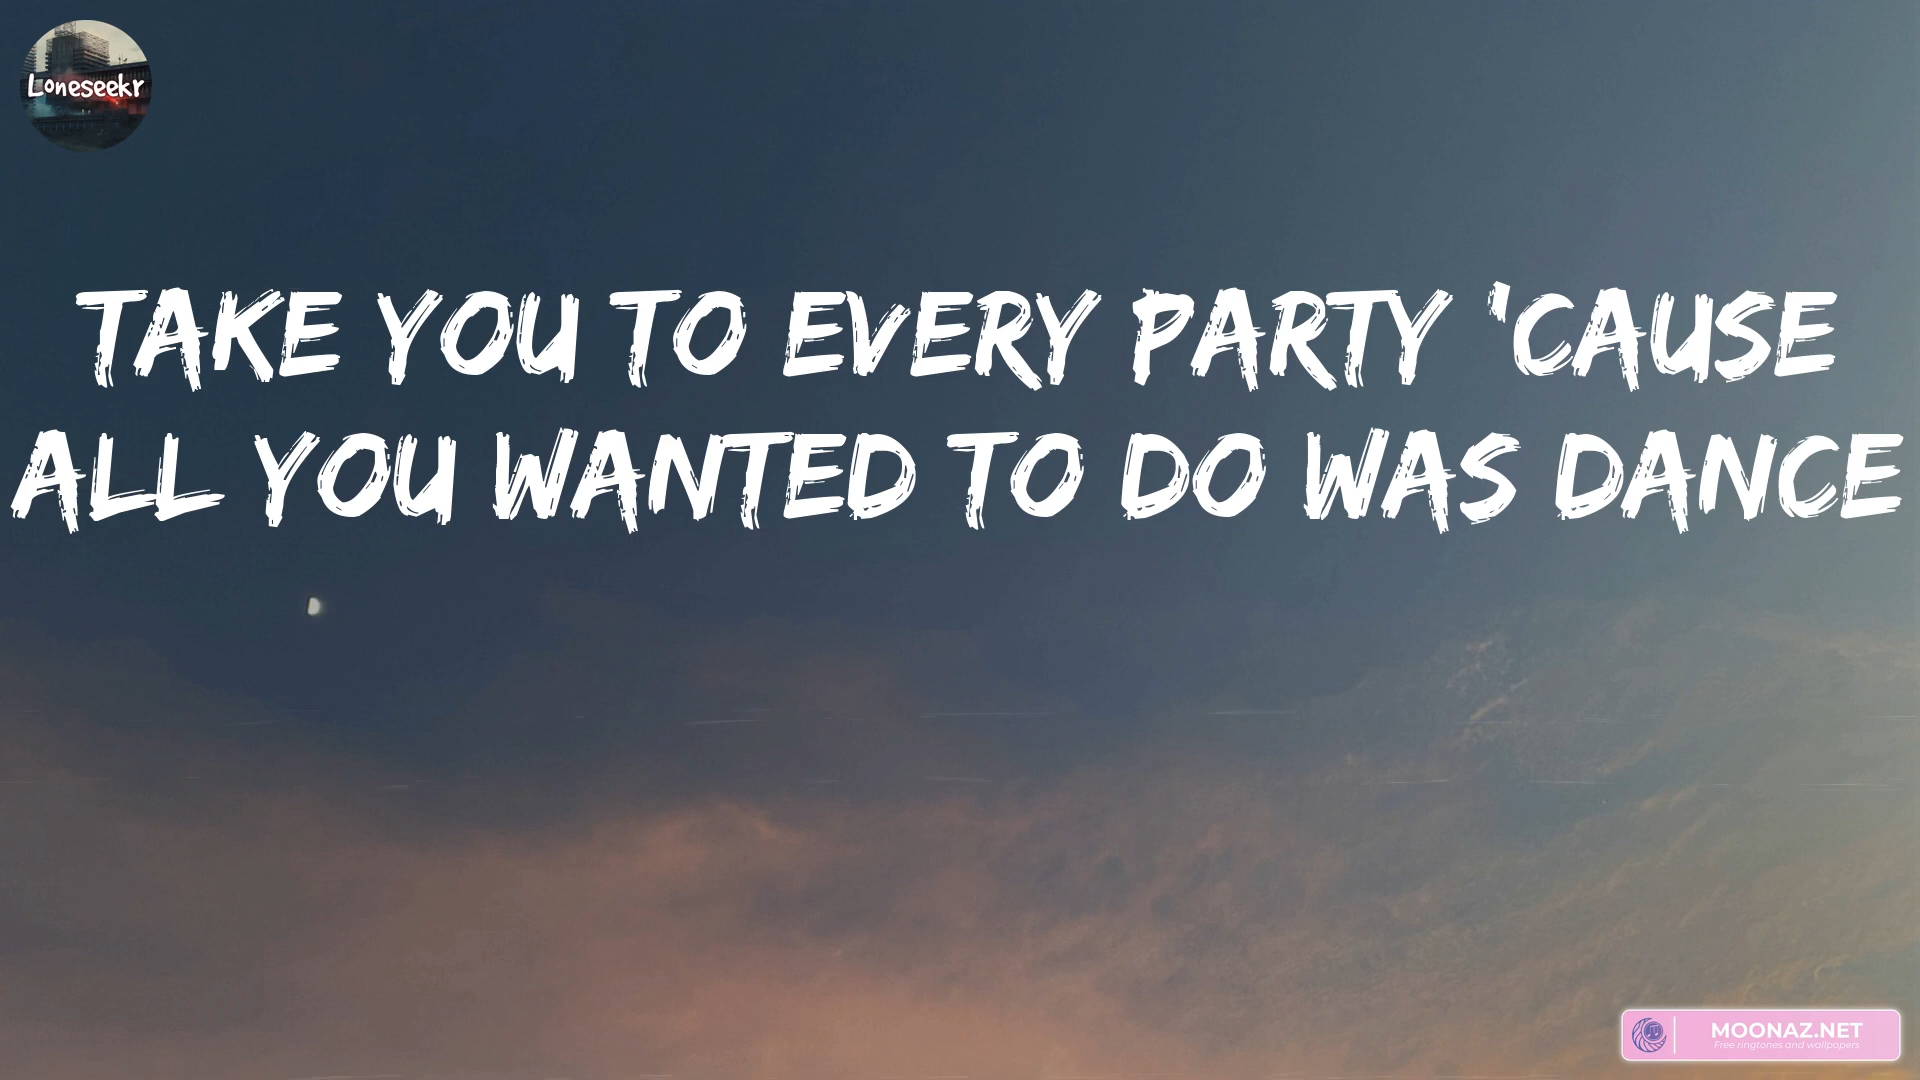 Loneseekr
TAKE YOU TO EVERY PARTY 'CAUSE
ALL YOU WANTED TO DO WAS DANCE
MOONAZ.NET
Free ringtones and wallpapers